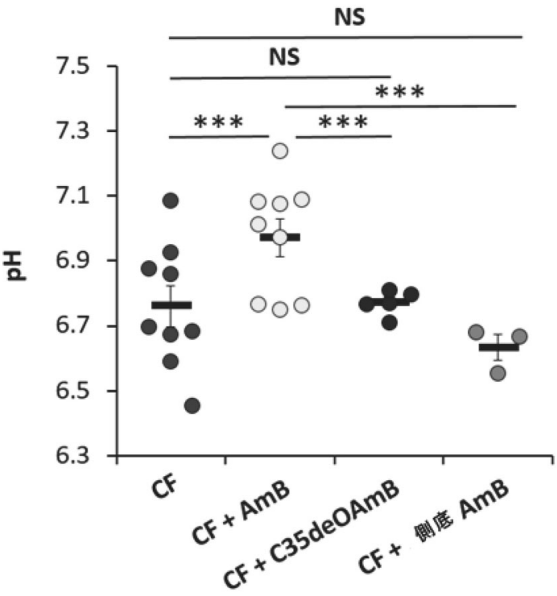 NS
NS
***
*** ***
7.5
7.3
7.1
6.9
6.7
6.5
6.3
pH
CF
CF + AmB
CF + C35deOAmB
CF + 側底 AmB